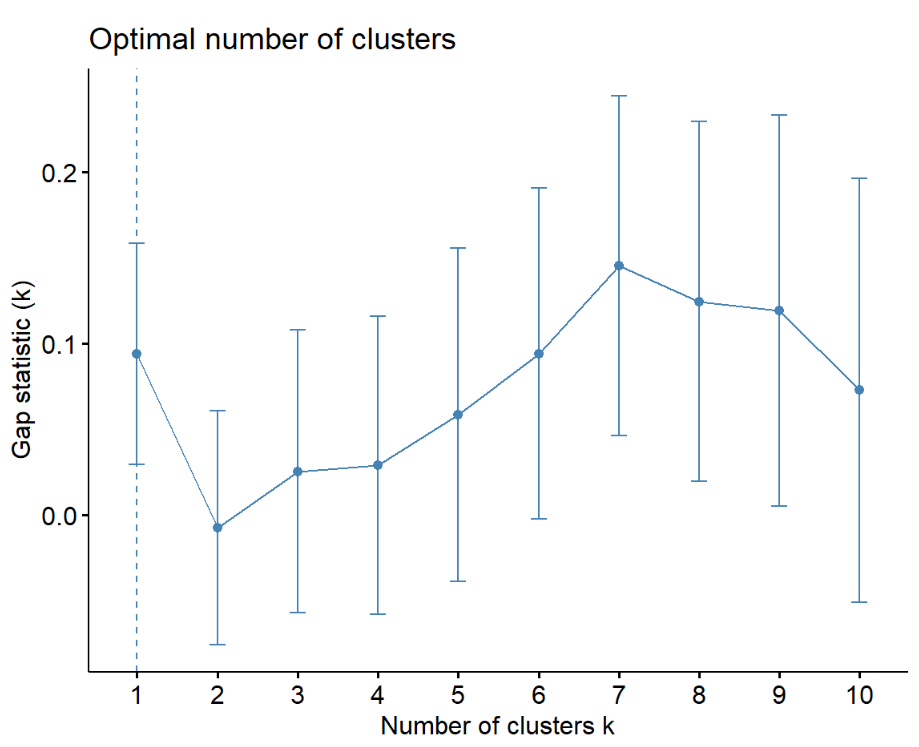 Optimal number of clusters
Gap statistic (k)
0.2
0.1
0.0
1 2 3 4 5 6 7 8 9 10
Number of clusters k